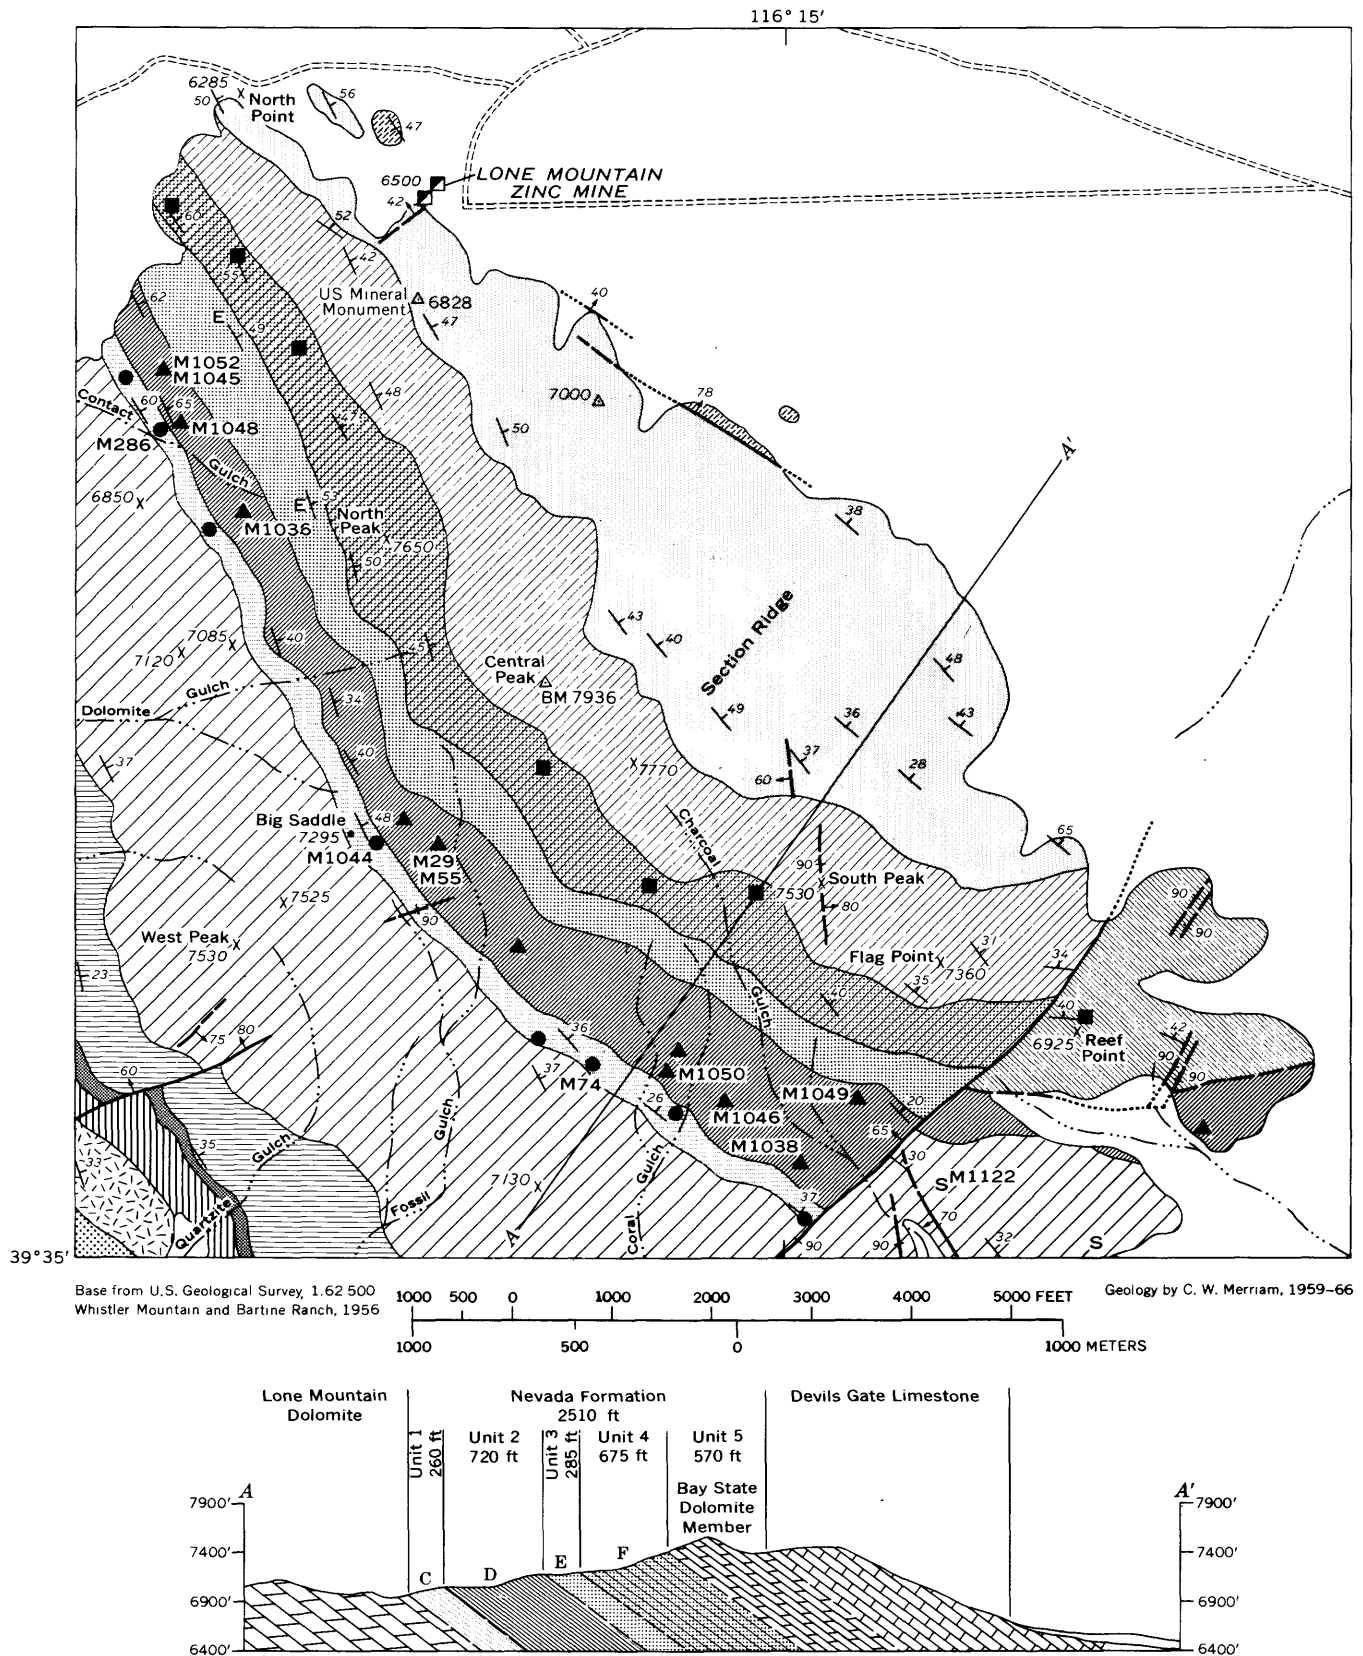 116° 15′
6285
50
North
Point
56
47
6500
42
LONE MOUNTAIN
ZINC MINE
60
52
42
55
US Mineral
Monument
6828
47
40
62
E
49
M1052
M1045
48
7000
78
Contact
60
65
M1048
M286
Gulch
50
A′
6850
E
53
M1036
North
Peak
7650
50
38
43
40
Section Ridge
7085
7120
40
45
Central
Peak
BM 7936
48
Gulch
Dolomite
34
49
36
43
37
40
7770
37
60
28
Big Saddle
7295
48
M1044
M29
M55
Charcoal
65
90
South Peak
7530
80
7525
90
90
West Peak
7530
90
23
Flag Point
7360
31
34
35
40
Gulch
40
6925
Reef
Point
42
90
90
75
80
36
37
M74
M1050
M1049
60
26
M1046
20
65
M1038
Gulch
Gulch
35
33
Gulch
30
S
M1122
7130
37
70
Quartzite
Fossil
A
Coral
90
90
32
S
39°35′
Base from U.S. Geological Survey, 1:62 500
Whistler Mountain and Bartine Ranch, 1956
1000 500 0 1000 2000 3000 4000 5000 FEET
Geology by C. W. Merriam, 1959–66
1000 500 0 1000 METERS
Lone Mountain
Dolomite
Nevada Formation
2510 ft
Devils Gate Limestone
Unit 1
260 ft
Unit 2
720 ft
Unit 3
285 ft
Unit 4
675 ft
Unit 5
570 ft
Bay State
Dolomite
Member
A
A′
7900′
7900′
7400′
7400′
C
D
E
F
6900′
6900′
6400′
6400′